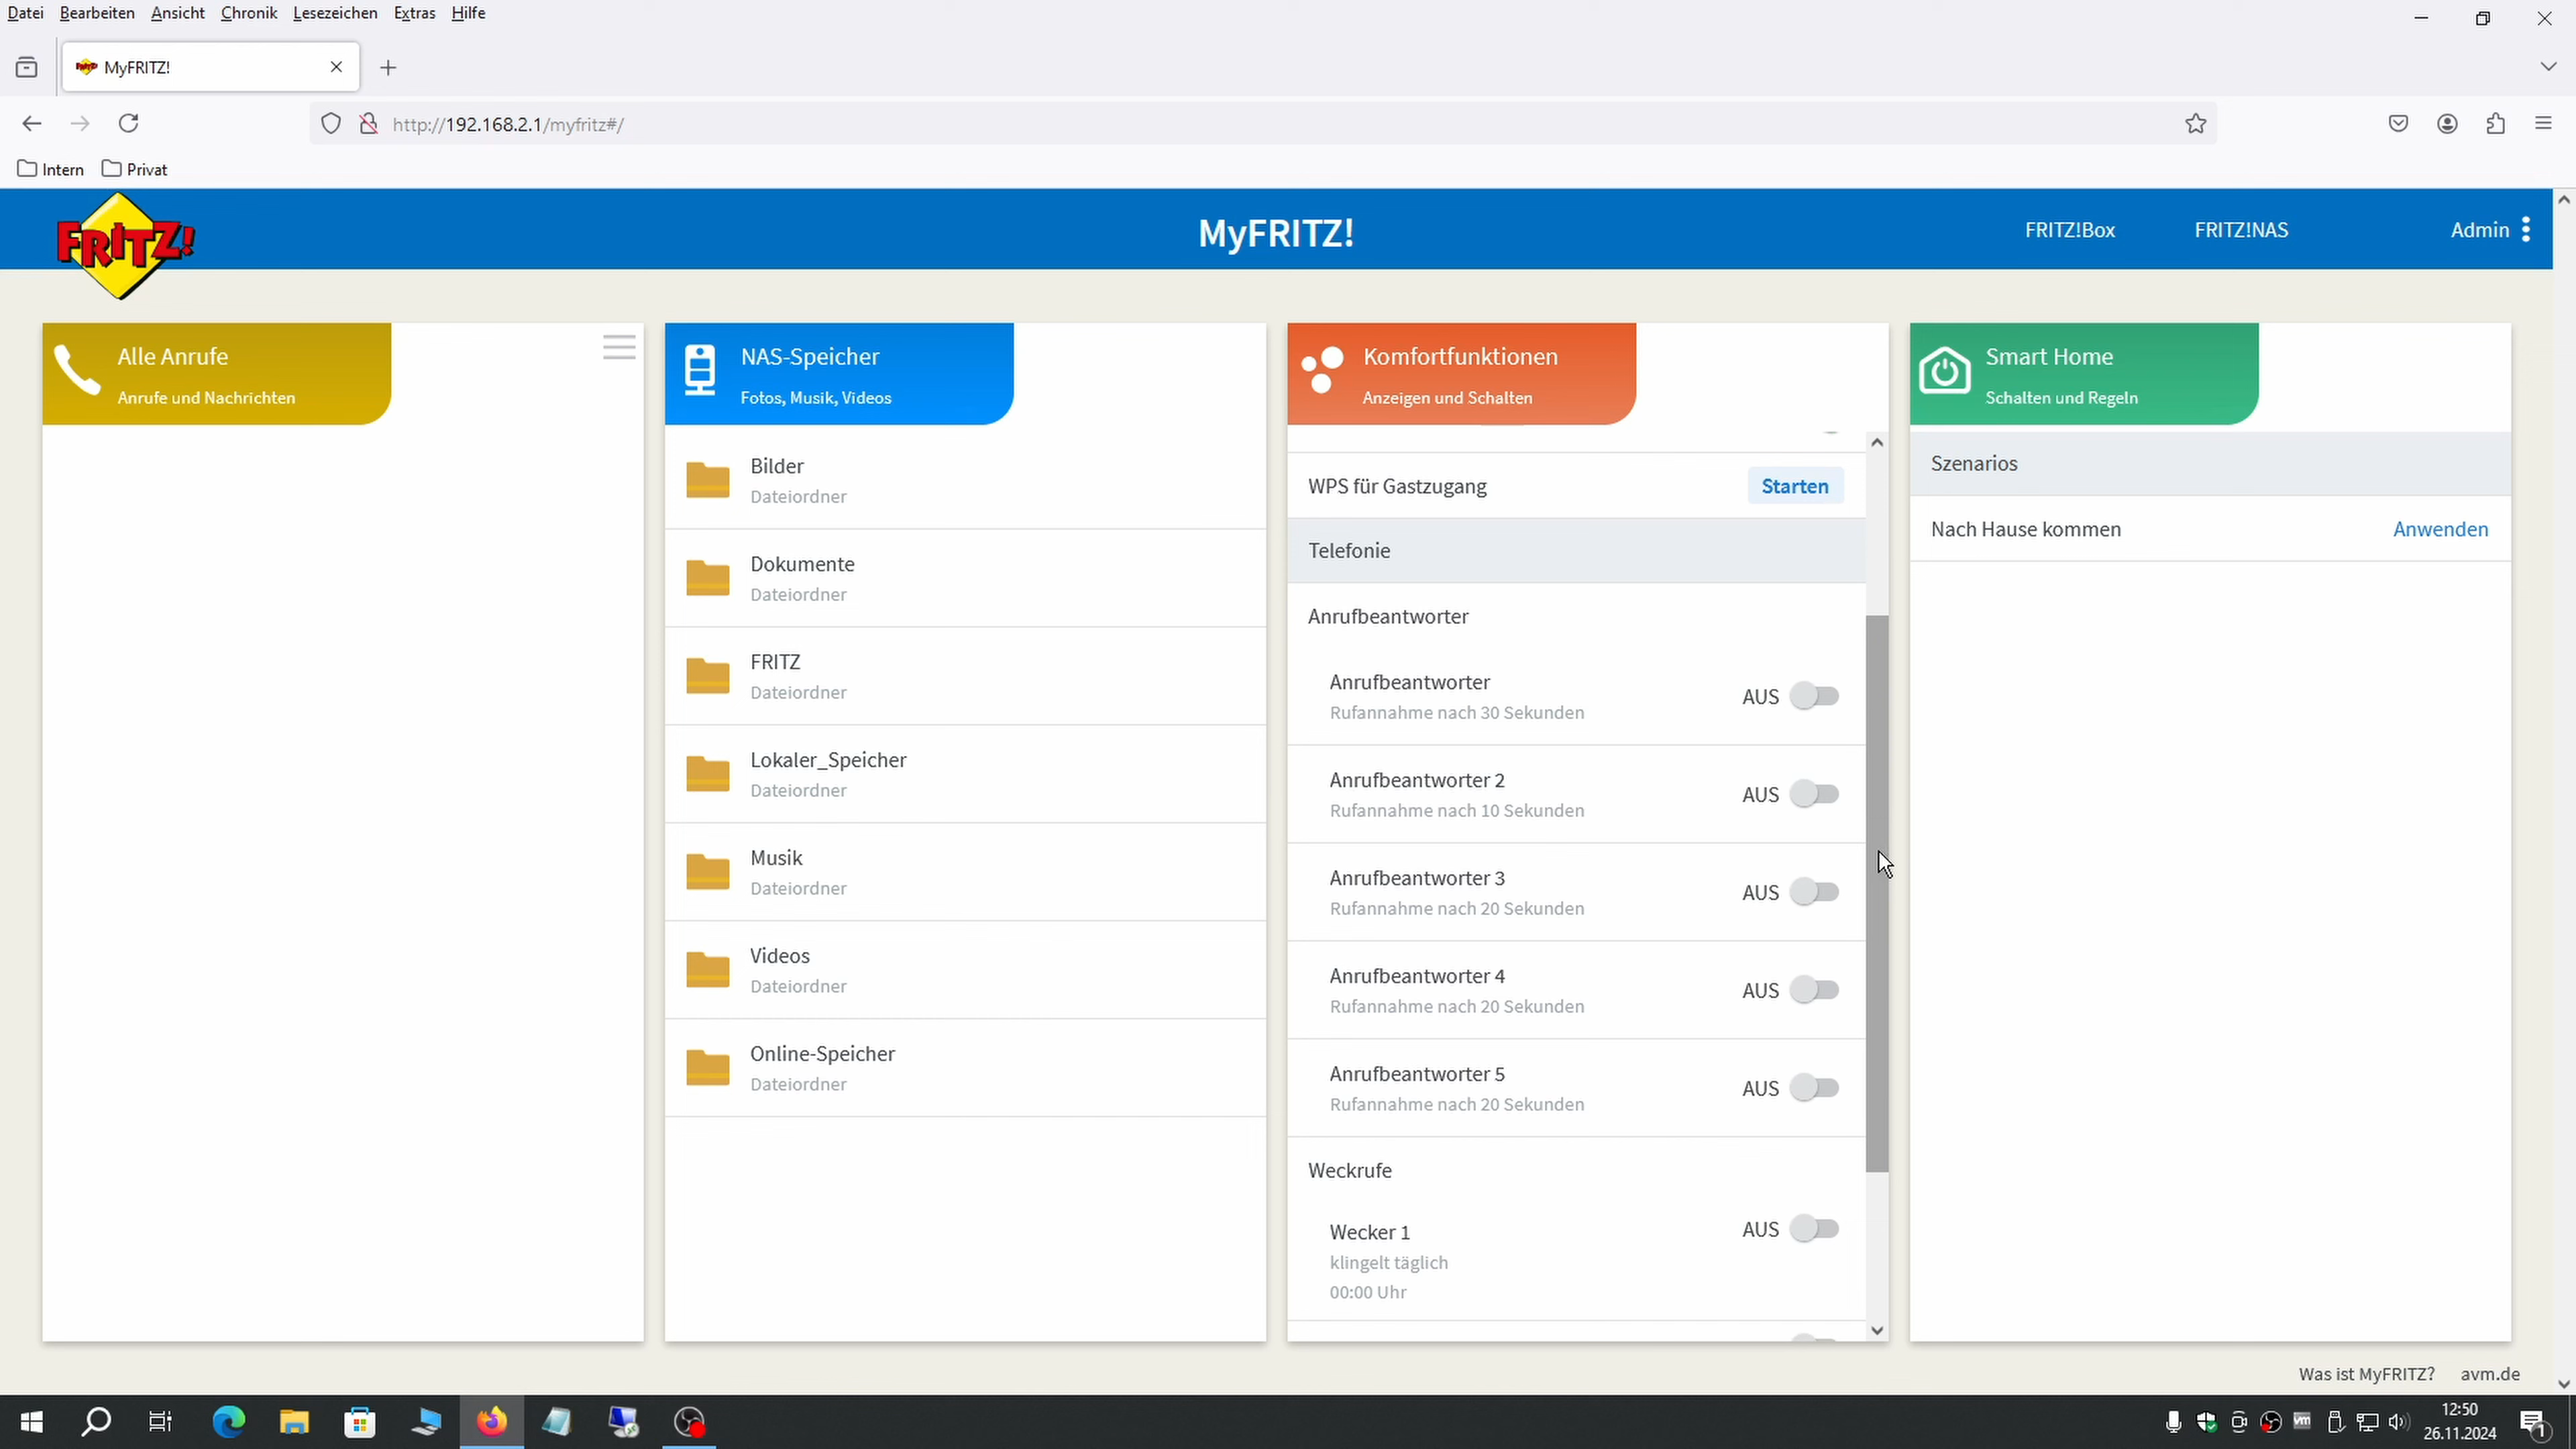 Datei Bearbeiten Ansicht Chronik Lesezeichen Extras Hilfe
MyFRITZ!
http://192.168.2.1/myfritz#/
Intern Privat
FRITZ!
MyFRITZ!
FRITZ!Box FRITZ!NAS Admin
Alle Anrufe
Anrufe und Nachrichten
NAS-Speicher
Fotos, Musik, Videos
Bilder
Dateiordner
Dokumente
Dateiordner
FRITZ
Dateiordner
Lokaler_Speicher
Dateiordner
Musik
Dateiordner
Videos
Dateiordner
Online-Speicher
Dateiordner
Komfortfunktionen
Anzeigen und Schalten
WPS für Gastzugang Starten
Telefonie
Anrufbeantworter
Anrufbeantworter AUS
Rufannahme nach 30 Sekunden
Anrufbeantworter 2 AUS
Rufannahme nach 10 Sekunden
Anrufbeantworter 3 AUS
Rufannahme nach 20 Sekunden
Anrufbeantworter 4 AUS
Rufannahme nach 20 Sekunden
Anrufbeantworter 5 AUS
Rufannahme nach 20 Sekunden
Weckrufe
Wecker 1 AUS
klingelt täglich
00:00 Uhr
Smart Home
Schalten und Regeln
Szenarios
Nach Hause kommen Anwenden
Was ist MyFRITZ? avm.de
12:50
26.11.2024
1